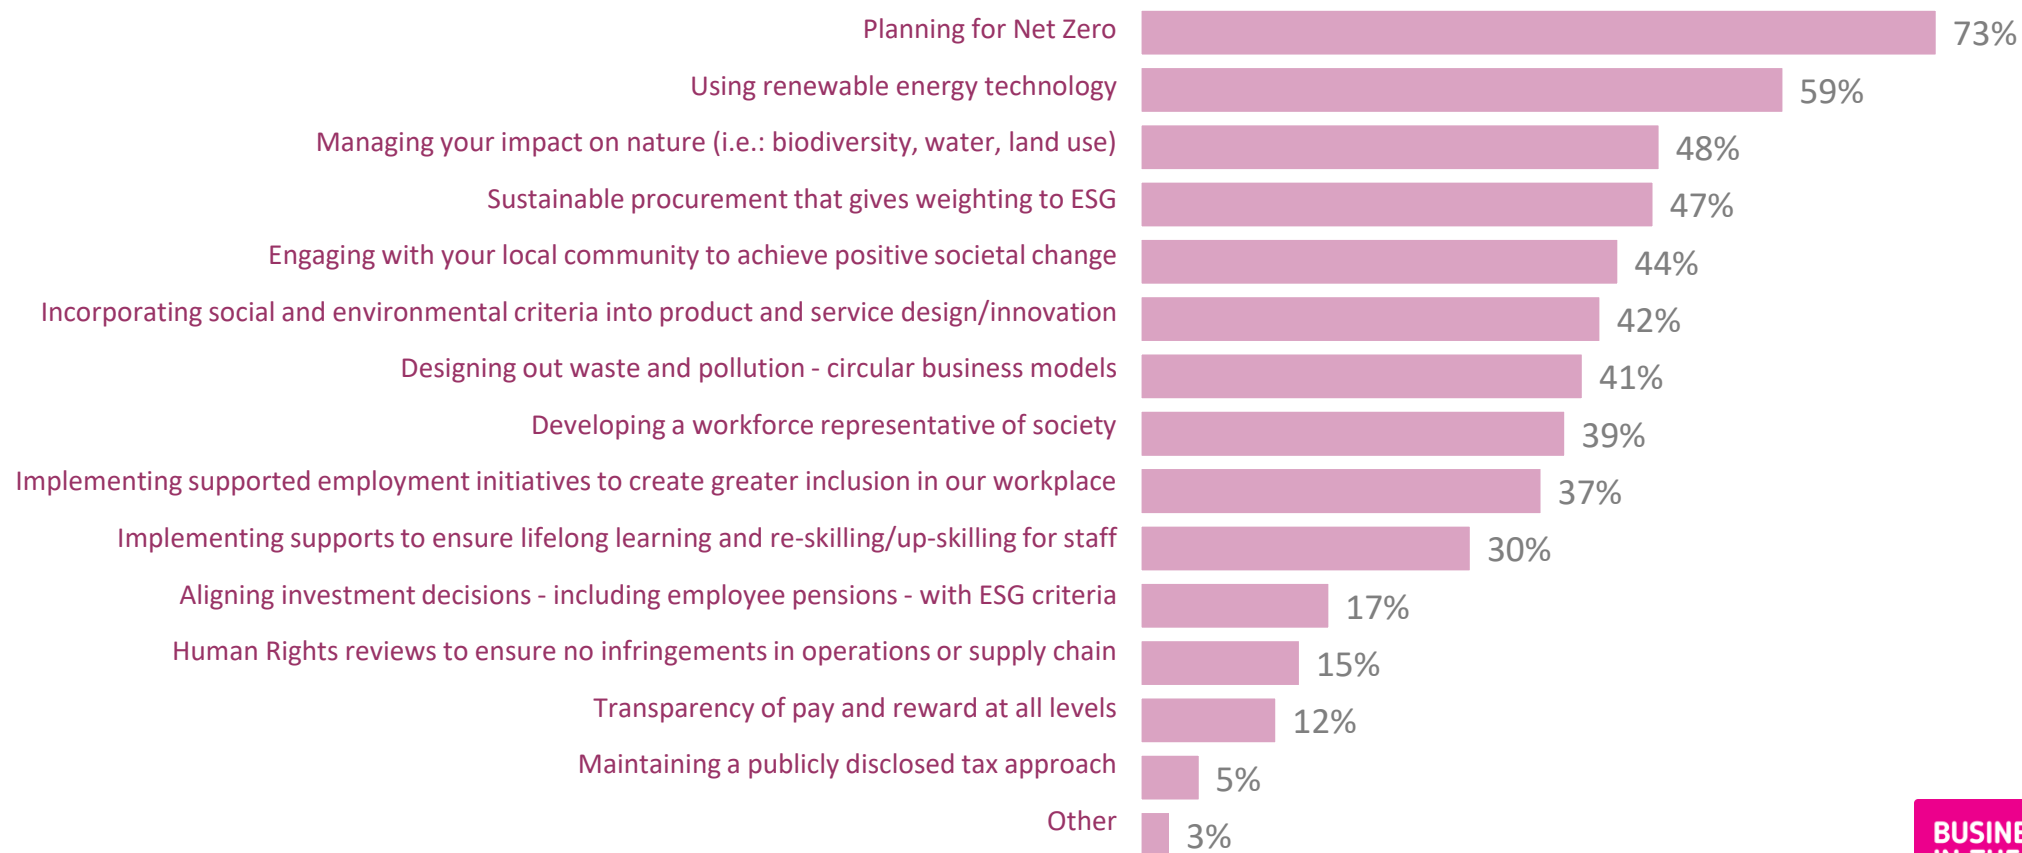 Planning for Net Zero 73%
Using renewable energy technology 59%
Managing your impact on nature (i.e.: biodiversity, water, land use) 48%
Sustainable procurement that gives weighting to ESG 47%
Engaging with your local community to achieve positive societal change 44%
Incorporating social and environmental criteria into product and service design/innovation 42%
Designing out waste and pollution - circular business models 41%
Developing a workforce representative of society 39%
Implementing supported employment initiatives to create greater inclusion in our workplace 37%
Implementing supports to ensure lifelong learning and re-skilling/up-skilling for staff 30%
Aligning investment decisions - including employee pensions - with ESG criteria 17%
Human Rights reviews to ensure no infringements in operations or supply chain 15%
Transparency of pay and reward at all levels 12%
Maintaining a publicly disclosed tax approach 5%
Other 3%